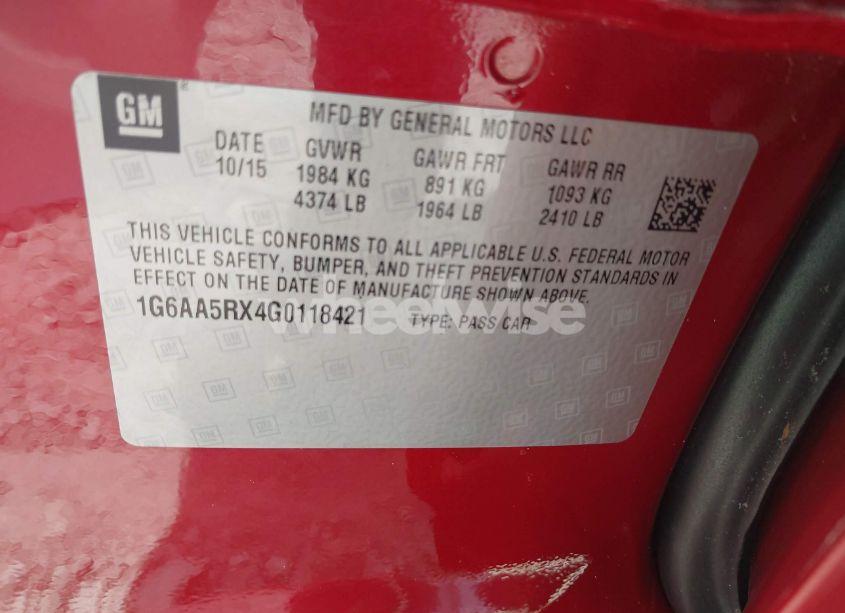 GM
MFD BY GENERAL MOTORS LLC
DATE GVWR GAWR FRT GAWR RR
10/15 1984 KG 891 KG 1093 KG
4374 LB 1964 LB 2410 LB
THIS VEHICLE CONFORMS TO ALL APPLICABLE U.S. FEDERAL MOTOR
VEHICLE SAFETY, BUMPER, AND THEFT PREVENTION STANDARDS IN
EFFECT ON THE DATE OF MANUFACTURE SHOWN ABOVE.
1G6AA5RX4G0118421 TYPE: PASS CAR
wheelwise